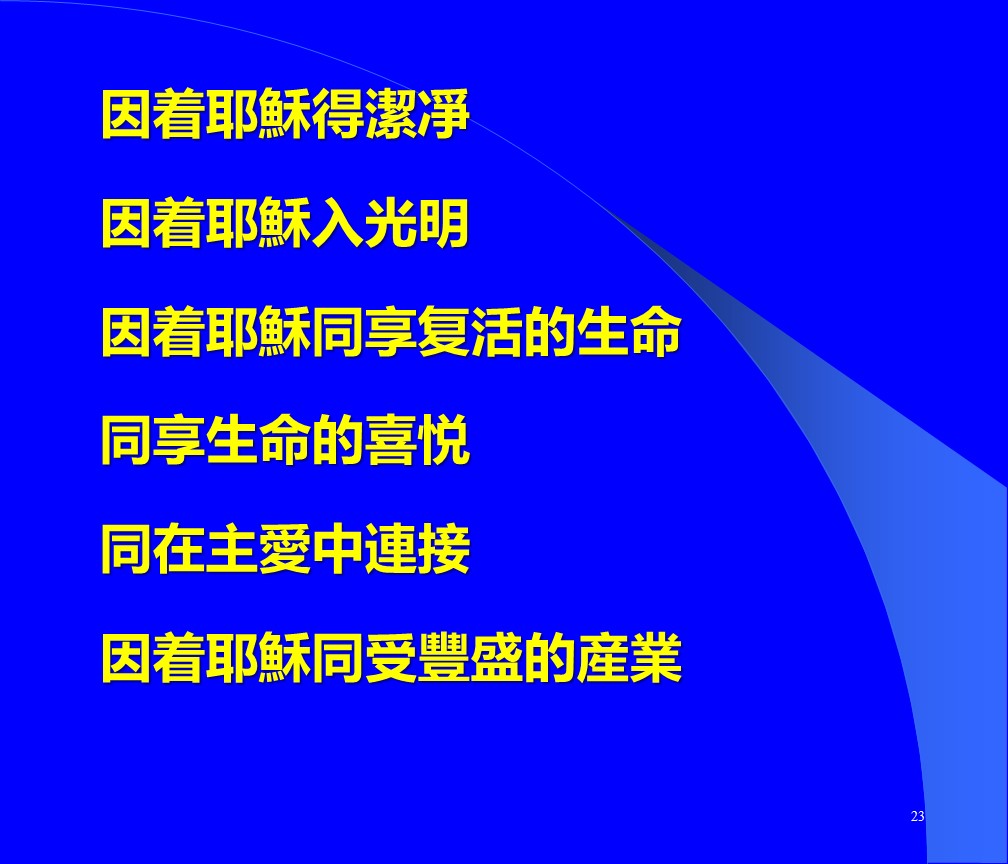 因着耶穌得潔凈
因着耶穌入光明
因着耶穌同享复活的生命
同享生命的喜悦
同在主愛中連接
因着耶穌同受豐盛的産業
23